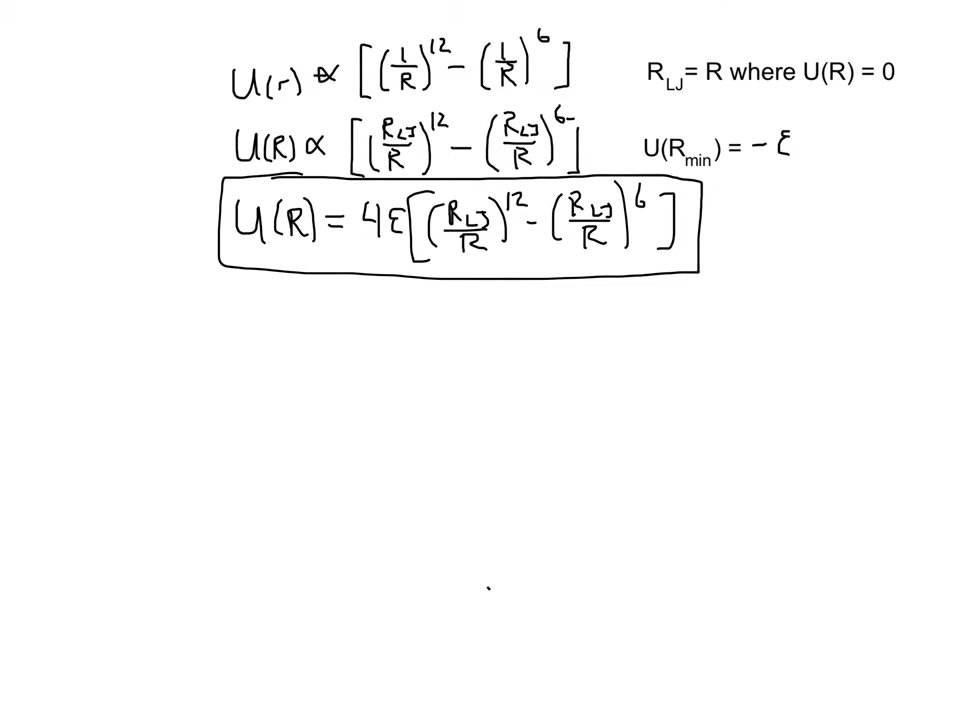 U(r) ∝ [(1/R)^12 − (1/R)^6]
R_LJ = R where U(R) = 0
U(R) ∝ [(R_LJ/R)^12 − (R_LJ/R)^6]
U(R_min) = − ε
U(R) = 4ε[(R_LJ/R)^12 − (R_LJ/R)^6]